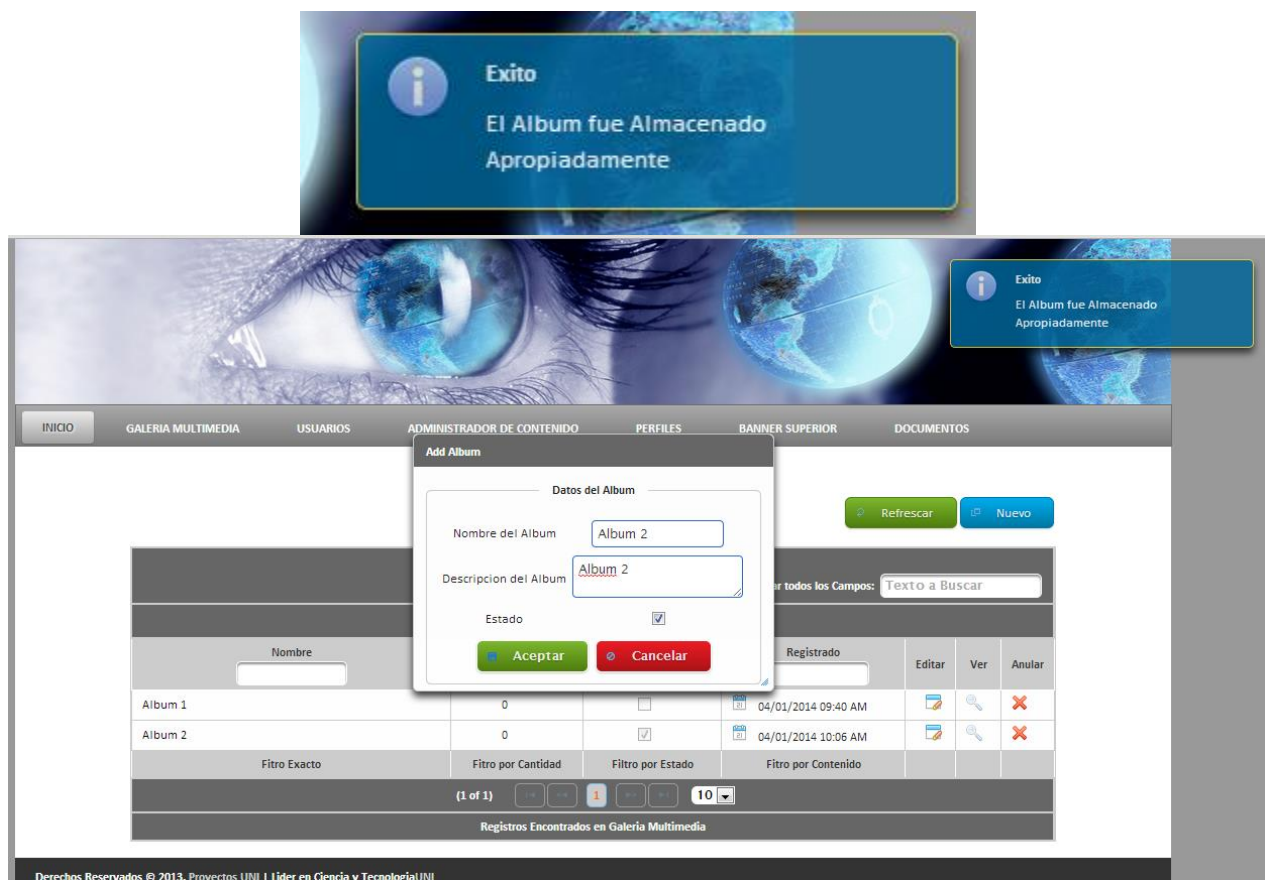 Exito
El Album fue Almacenado
Apropiadamente
Exito
El Album fue Almacenado
Apropiadamente
INICIO GALERIA MULTIMEDIA USUARIOS ADMINISTRADOR DE CONTENIDO PERFILES BANNER SUPERIOR DOCUMENTOS
Add Album
Datos del Album
Nombre del Album Album 2
Descripcion del Album Album 2
Estado
Aceptar Cancelar
Refrescar Nuevo
todos los Campos: Texto a Buscar
Nombre Registrado Editar Ver Anular
Album 1 0 04/01/2014 09:40 AM
Album 2 0 04/01/2014 10:06 AM
Fitro Exacto Fitro por Cantidad Filtro por Estado Fitro por Contenido
(1 of 1) 1 10
Registros Encontrados en Galeria Multimedia
Derechos Reservados © 2013. Proyectos UNI | Lider en Ciencia y TecnologiaUNI